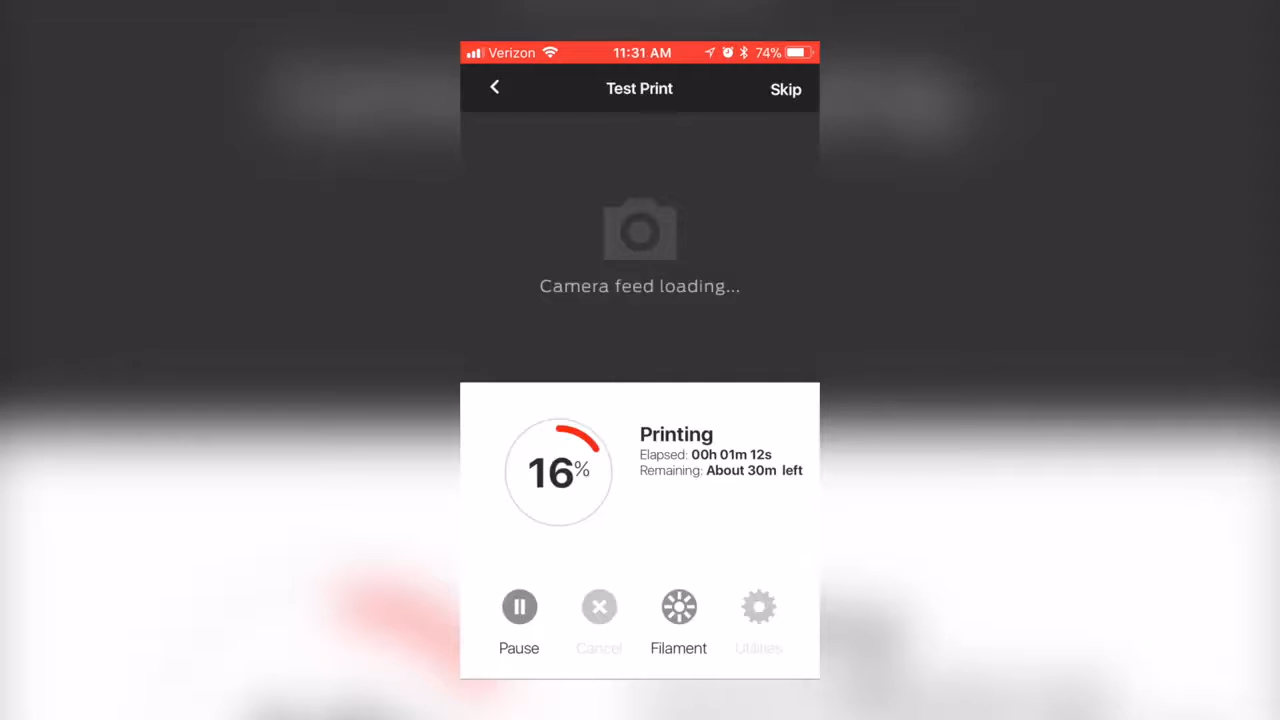 Verizon 11:31 AM 74%
Test Print
Skip
Camera feed loading...
16%
Printing
Elapsed: 00h 01m 12s
Remaining: About 30m left
Pause Cancel Filament Utilities